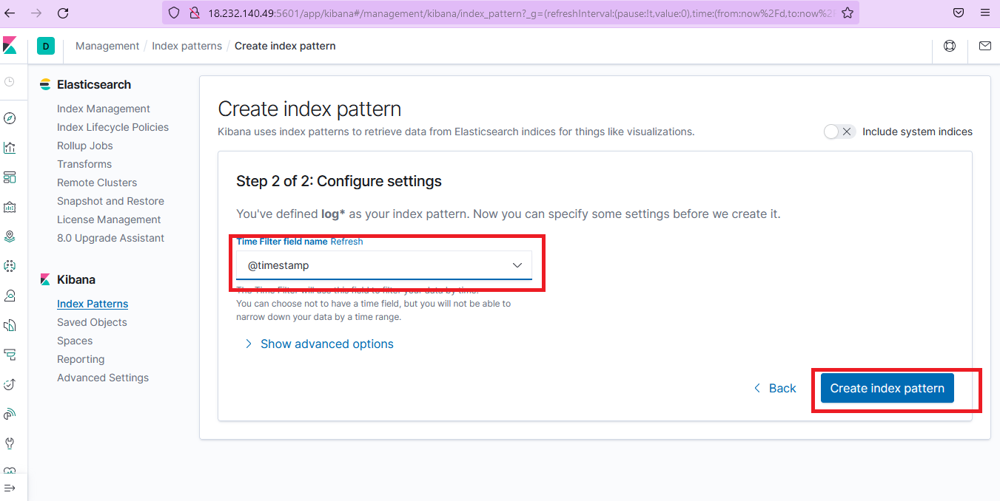 18.232.140.49:5601/app/kibana#/management/kibana/index_pattern?_g=(refreshInterval:(pause:!t,value:0),time:(from:now%2Fd,to:now%2
D
Management / Index patterns / Create index pattern
Elasticsearch
Index Management
Index Lifecycle Policies
Rollup Jobs
Transforms
Remote Clusters
Snapshot and Restore
License Management
8.0 Upgrade Assistant
Kibana
Index Patterns
Saved Objects
Spaces
Reporting
Advanced Settings
Create index pattern
Kibana uses index patterns to retrieve data from Elasticsearch indices for things like visualizations.
Include system indices
Step 2 of 2: Configure settings
You've defined log* as your index pattern. Now you can specify some settings before we create it.
Time Filter field name Refresh
@timestamp
The Time Filter will use this field to filter your data by time.
You can choose not to have a time field, but you will not be able to
narrow down your data by a time range.
Show advanced options
Back
Create index pattern